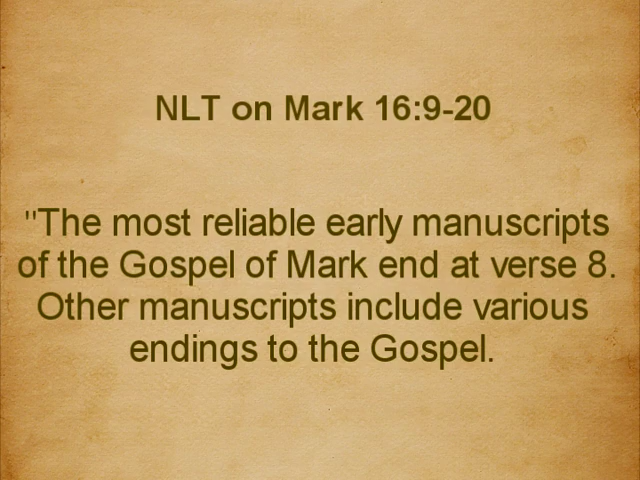 NLT on Mark 16:9-20
"The most reliable early manuscripts
of the Gospel of Mark end at verse 8.
Other manuscripts include various
endings to the Gospel.